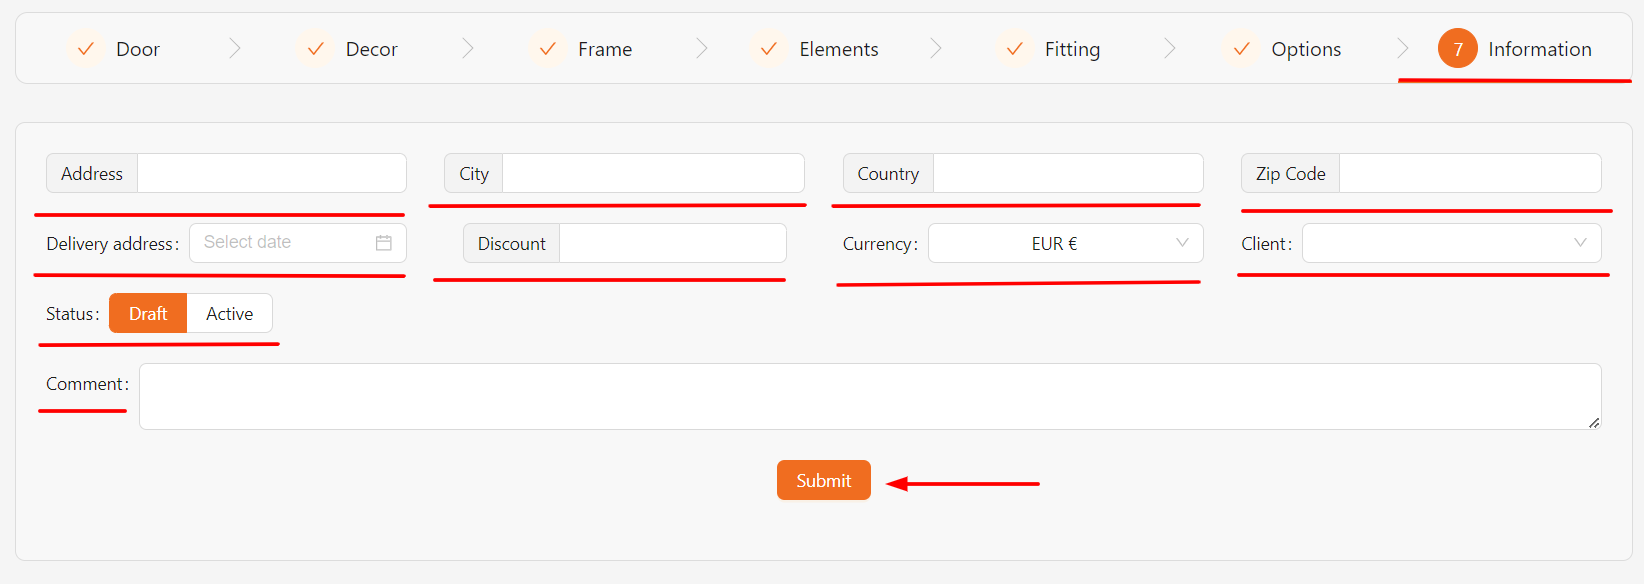 Door Decor Frame Elements Fitting Options 7 Information
Address City Country Zip Code
Delivery address: Select date Discount Currency: EUR € Client:
Status: Draft Active
Comment:
Submit